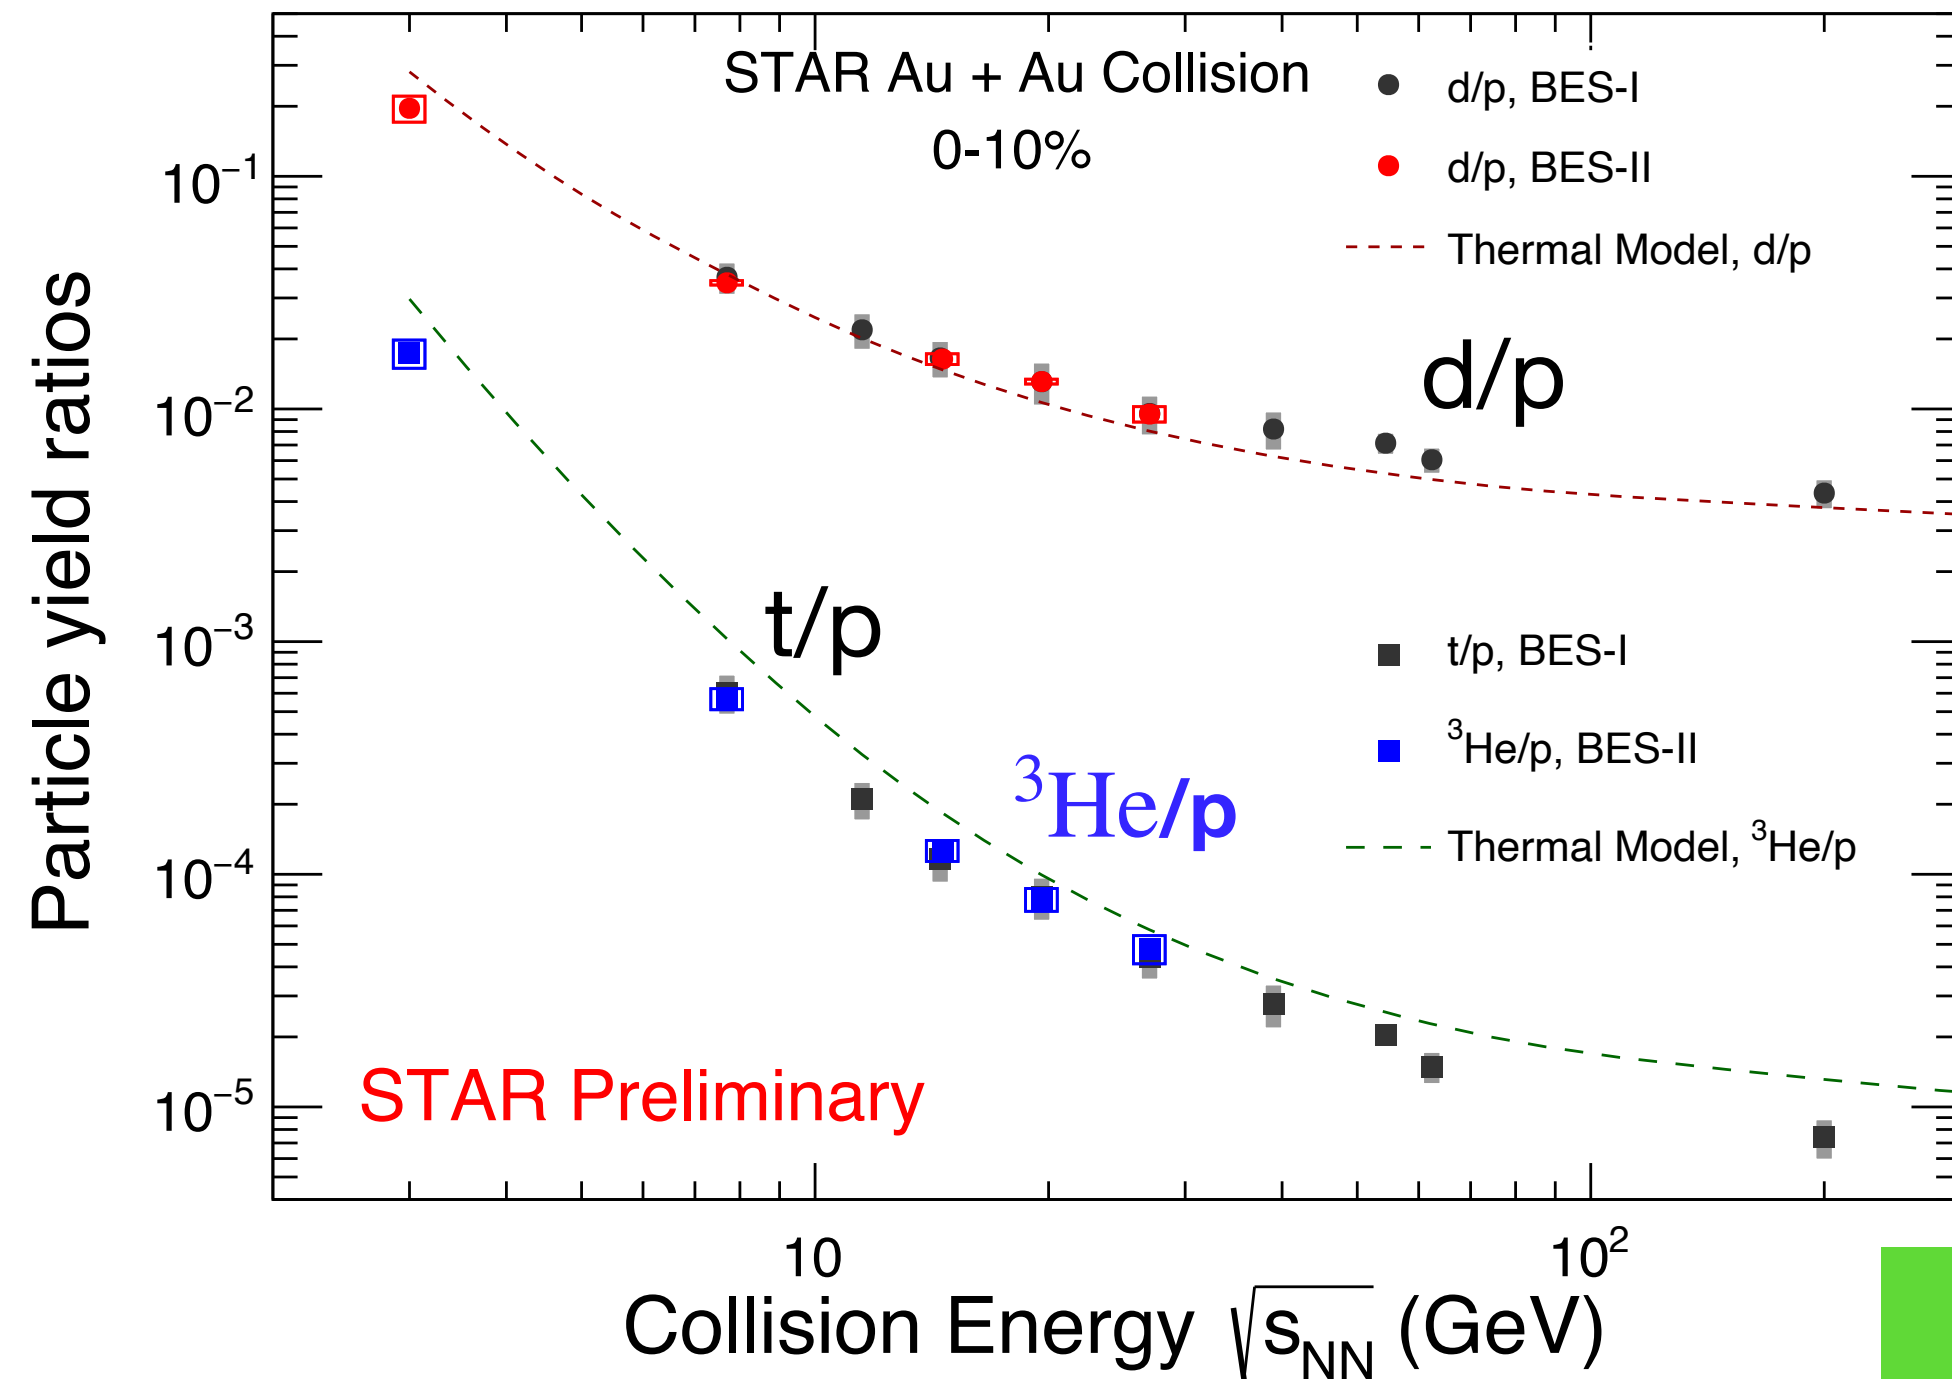 STAR Au + Au Collision
0-10%
d/p, BES-I
d/p, BES-II
Thermal Model, d/p
d/p
t/p
³He/p
t/p, BES-I
³He/p, BES-II
Thermal Model, ³He/p
STAR Preliminary
Particle yield ratios
10⁻¹
10⁻²
10⁻³
10⁻⁴
10⁻⁵
10
10²
Collision Energy √s_NN (GeV)